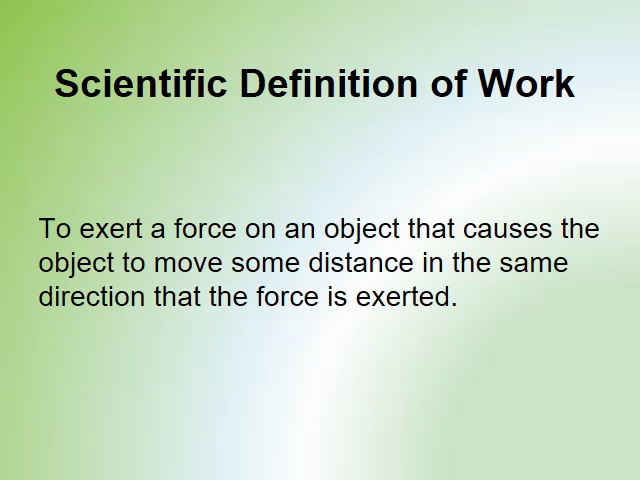 Scientific Definition of Work
To exert a force on an object that causes the
object to move some distance in the same
direction that the force is exerted.